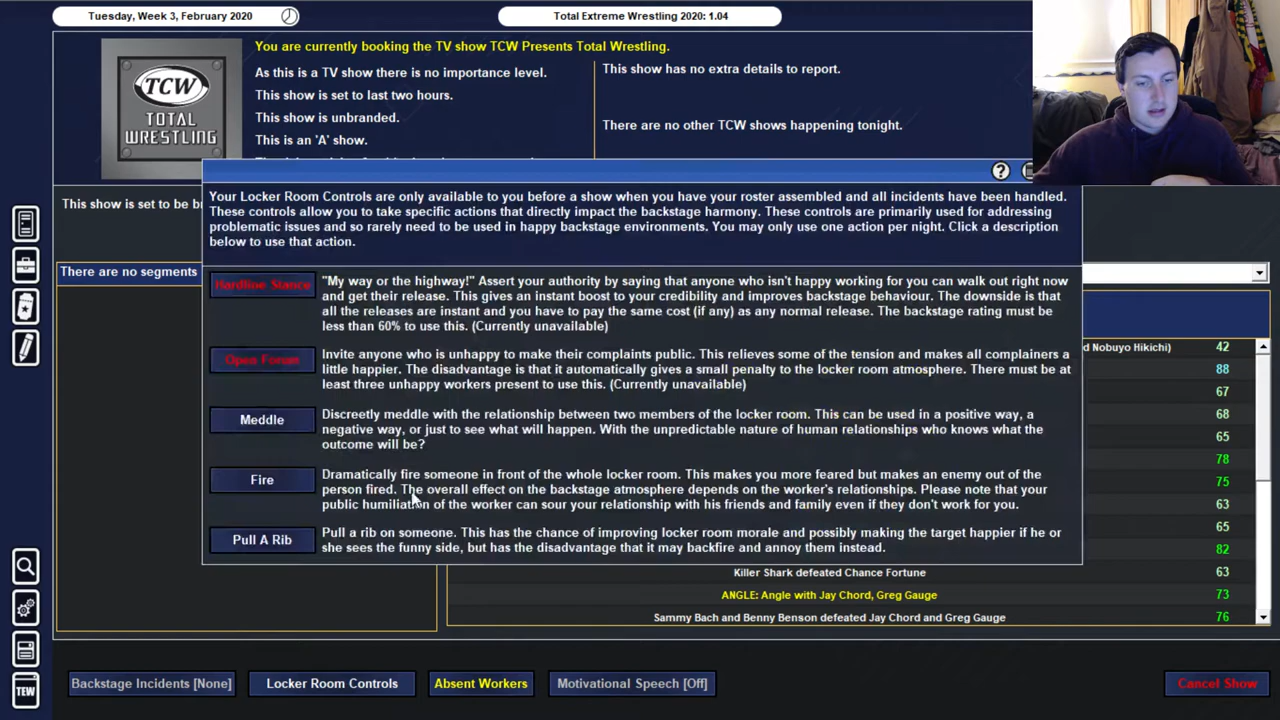 Tuesday, Week 3, February 2020
Total Extreme Wrestling 2020: 1.04
You are currently booking the TV show TCW Presents Total Wrestling.
As this is a TV show there is no importance level.
This show is set to last two hours.
This show is unbranded.
This is an 'A' show.
This show has no extra details to report.
There are no other TCW shows happening tonight.
TCW
TOTAL
WRESTLING
This show is set to be br
Your Locker Room Controls are only available to you before a show when you have your roster assembled and all incidents have been handled.
These controls allow you to take specific actions that directly impact the backstage harmony. These controls are primarily used for addressing
problematic issues and so rarely need to be used in happy backstage environments. You may only use one action per night. Click a description
below to use that action.
There are no segments
Hardline Stance
"My way or the highway!" Assert your authority by saying that anyone who isn't happy working for you can walk out right now
and get their release. This gives an instant boost to your credibility and improves backstage behaviour. The downside is that
all the releases are instant and you have to pay the same cost (if any) as any normal release. The backstage rating must be
less than 60% to use this. (Currently unavailable)
Open Forum
Invite anyone who is unhappy to make their complaints public. This relieves some of the tension and makes all complainers a
little happier. The disadvantage is that it automatically gives a small penalty to the locker room atmosphere. There must be at
least three unhappy workers present to use this. (Currently unavailable)
Meddle
Discreetly meddle with the relationship between two members of the locker room. This can be used in a positive way, a
negative way, or just to see what will happen. With the unpredictable nature of human relationships who knows what the
outcome will be?
Fire
Dramatically fire someone in front of the whole locker room. This makes you more feared but makes an enemy out of the
person fired. The overall effect on the backstage atmosphere depends on the worker's relationships. Please note that your
public humiliation of the worker can sour your relationship with his friends and family even if they don't work for you.
Pull A Rib
Pull a rib on someone. This has the chance of improving locker room morale and possibly making the target happier if he or
she sees the funny side, but has the disadvantage that it may backfire and annoy them instead.
d Nobuyo Hikichi) 42
88
67
68
65
78
75
63
65
82
Killer Shark defeated Chance Fortune 63
ANGLE: Angle with Jay Chord, Greg Gauge 73
Sammy Bach and Benny Benson defeated Jay Chord and Greg Gauge 76
Backstage Incidents [None]
Locker Room Controls
Absent Workers
Motivational Speech [Off]
Cancel Show
TEW